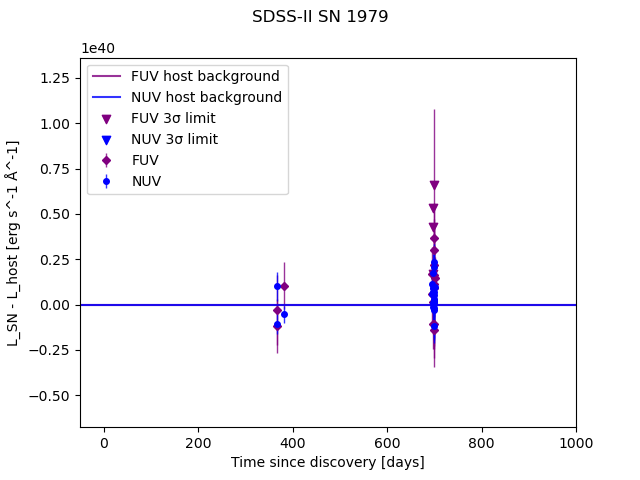 SDSS-II SN 1979
1e40
FUV host background
NUV host background
FUV 3σ limit
NUV 3σ limit
FUV
NUV
1.25
1.00
0.75
0.50
0.25
0.00
−0.25
−0.50
L_SN - L_host [erg s^-1 Å^-1]
0 200 400 600 800 1000
Time since discovery [days]